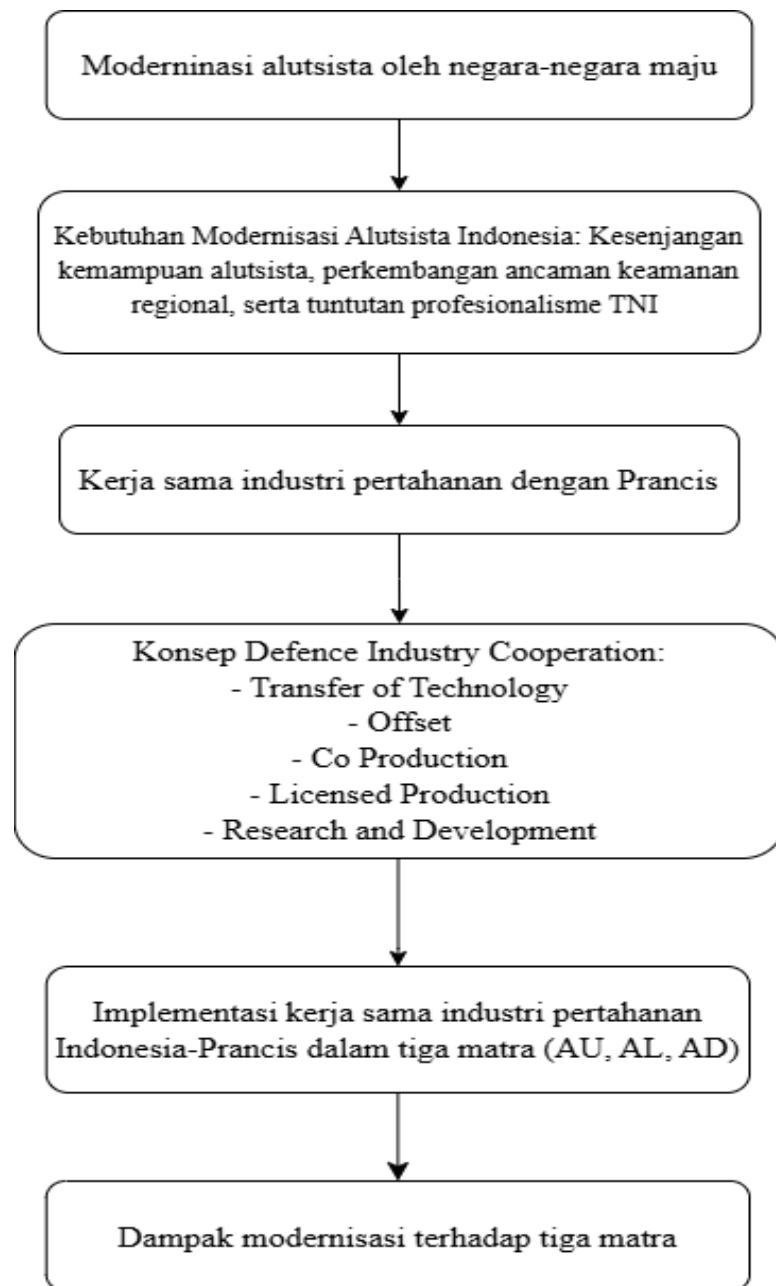 Moderninasi alutsista oleh negara-negara maju
Kebutuhan Modernisasi Alutsista Indonesia: Kesenjangan
kemampuan alutsista, perkembangan ancaman keamanan
regional, serta tuntutan profesionalisme TNI
Kerja sama industri pertahanan dengan Prancis
Konsep Defence Industry Cooperation:
- Transfer of Technology
- Offset
- Co Production
- Licensed Production
- Research and Development
Implementasi kerja sama industri pertahanan
Indonesia-Prancis dalam tiga matra (AU, AL, AD)
Dampak modernisasi terhadap tiga matra